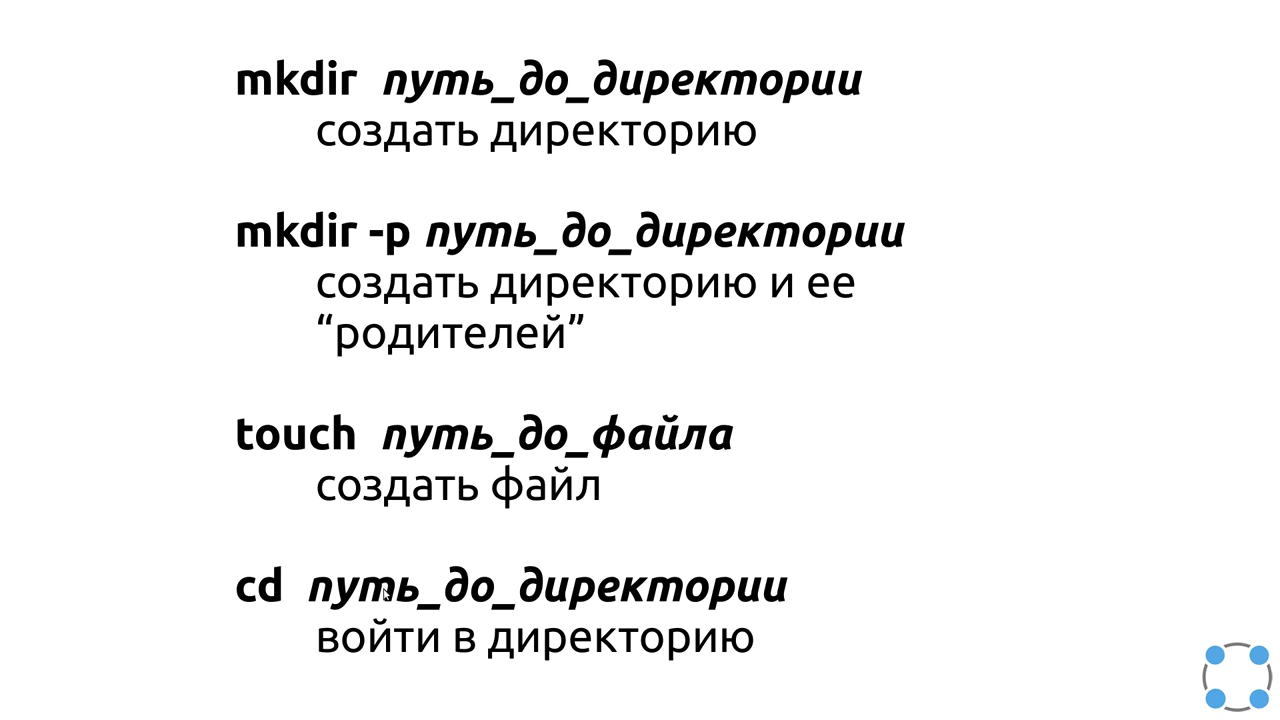 mkdir путь_до_директории
создать директорию
mkdir -p путь_до_директории
создать директорию и ее
“родителей”
touch путь_до_файла
создать файл
cd путь_до_директории
войти в директорию